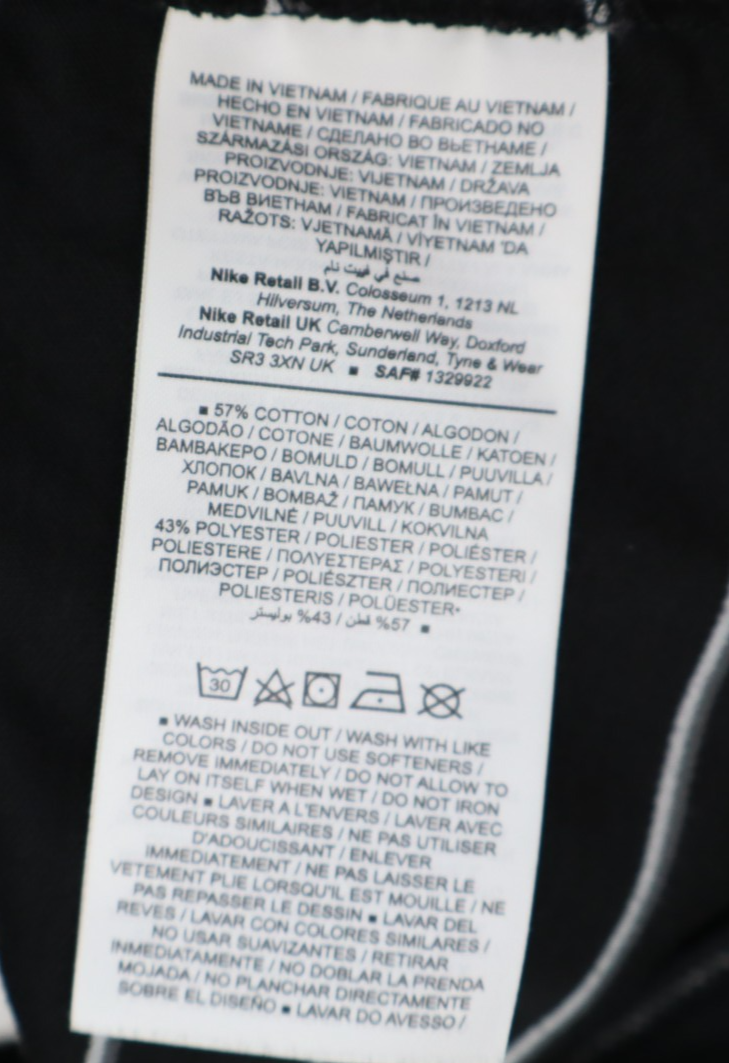 MADE IN VIETNAM / FABRIQUE AU VIETNAM /
HECHO EN VIETNAM / FABRICADO NO
VIETNAME / СДЕЛАНО ВО ВЬЕТНАМЕ /
SZÁRMAZÁSI ORSZÁG: VIETNAM / ZEMLJA
PROIZVODNJE: VIJETNAM / DRŽAVA
PROIZVODNJE: VIETNAM / ПРОИЗВЕДЕНО
ВЪВ ВИЕТНАМ / FABRICAT ÎN VIETNAM /
RAŽOTS: VJETNAMĀ / VİYETNAM 'DA
YAPILMIŞTIR /
صنع في فييت نام
Nike Retail B.V. Colosseum 1, 1213 NL
Hilversum, The Netherlands
Nike Retail UK Camberwell Way, Doxford
Industrial Tech Park, Sunderland, Tyne & Wear
SR3 3XN UK ■ SAF# 1329922
■ 57% COTTON / COTON / ALGODON /
ALGODÃO / COTONE / BAUMWOLLE / KATOEN /
ΒΑΜΒΑΚΕΡΟ / BOMULD / BOMULL / PUUVILLA /
ХЛОПОК / BAVLNA / BAWEŁNA / PAMUT /
PAMUK / BOMBAŽ / ПАМУК / BUMBAC /
MEDVILNĖ / PUUVILL / KOKVILNA
43% POLYESTER / POLIESTER / POLIÉSTER /
POLIESTERE / ΠΟΛΥΕΣΤΕΡΑΣ / POLYESTERI /
ПОЛИЭСТЕР / POLIÉSZTER / ПОЛИЕСТЕР /
POLIESTERIS / POLÜESTER
57% قطن / 43% بوليستر ■
30
■ WASH INSIDE OUT / WASH WITH LIKE
COLORS / DO NOT USE SOFTENERS /
REMOVE IMMEDIATELY / DO NOT ALLOW TO
LAY ON ITSELF WHEN WET / DO NOT IRON
DESIGN ■ LAVER A L'ENVERS / LAVER AVEC
COULEURS SIMILAIRES / NE PAS UTILISER
D'ADOUCISSANT / ENLEVER
IMMEDIATEMENT / NE PAS LAISSER LE
VETEMENT PLIE LORSQU'IL EST MOUILLE / NE
PAS REPASSER LE DESSIN ■ LAVAR DEL
REVES / LAVAR CON COLORES SIMILARES /
NO USAR SUAVIZANTES / RETIRAR
INMEDIATAMENTE / NO DOBLAR LA PRENDA
MOJADA / NO PLANCHAR DIRECTAMENTE
SOBRE EL DISEÑO ■ LAVAR DO AVESSO /